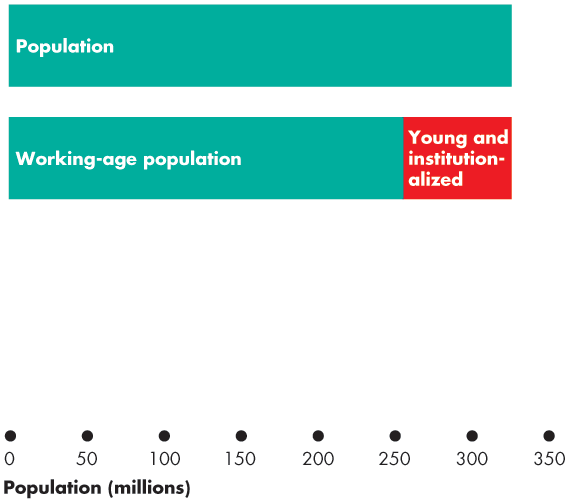 Population
Working-age population
Young and
institution-
alized
0 50 100 150 200 250 300 350
Population (millions)